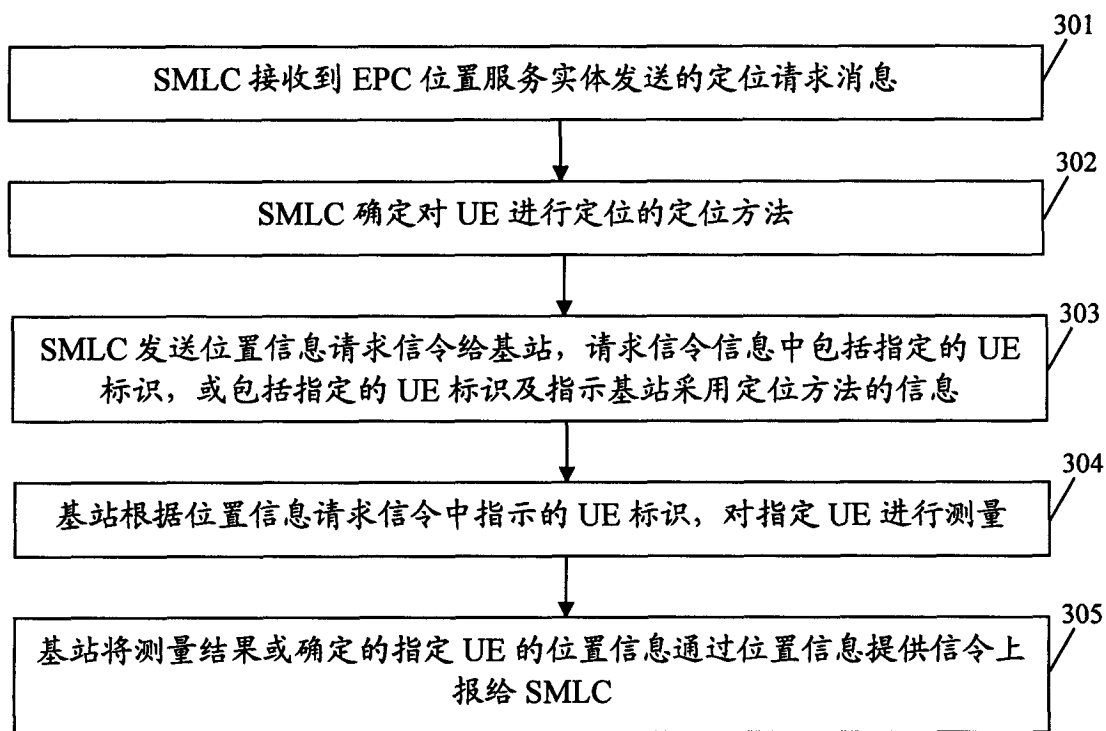 301
SMLC 接收到 EPC 位置服务实体发送的定位请求消息
302
SMLC 确定对 UE 进行定位的定位方法
303
SMLC 发送位置信息请求信令给基站，请求信令信息中包括指定的 UE
标识，或包括指定的 UE 标识及指示基站采用定位方法的信息
304
基站根据位置信息请求信令中指示的 UE 标识，对指定 UE 进行测量
305
基站将测量结果或确定的指定 UE 的位置信息通过位置信息提供信令上
报给 SMLC